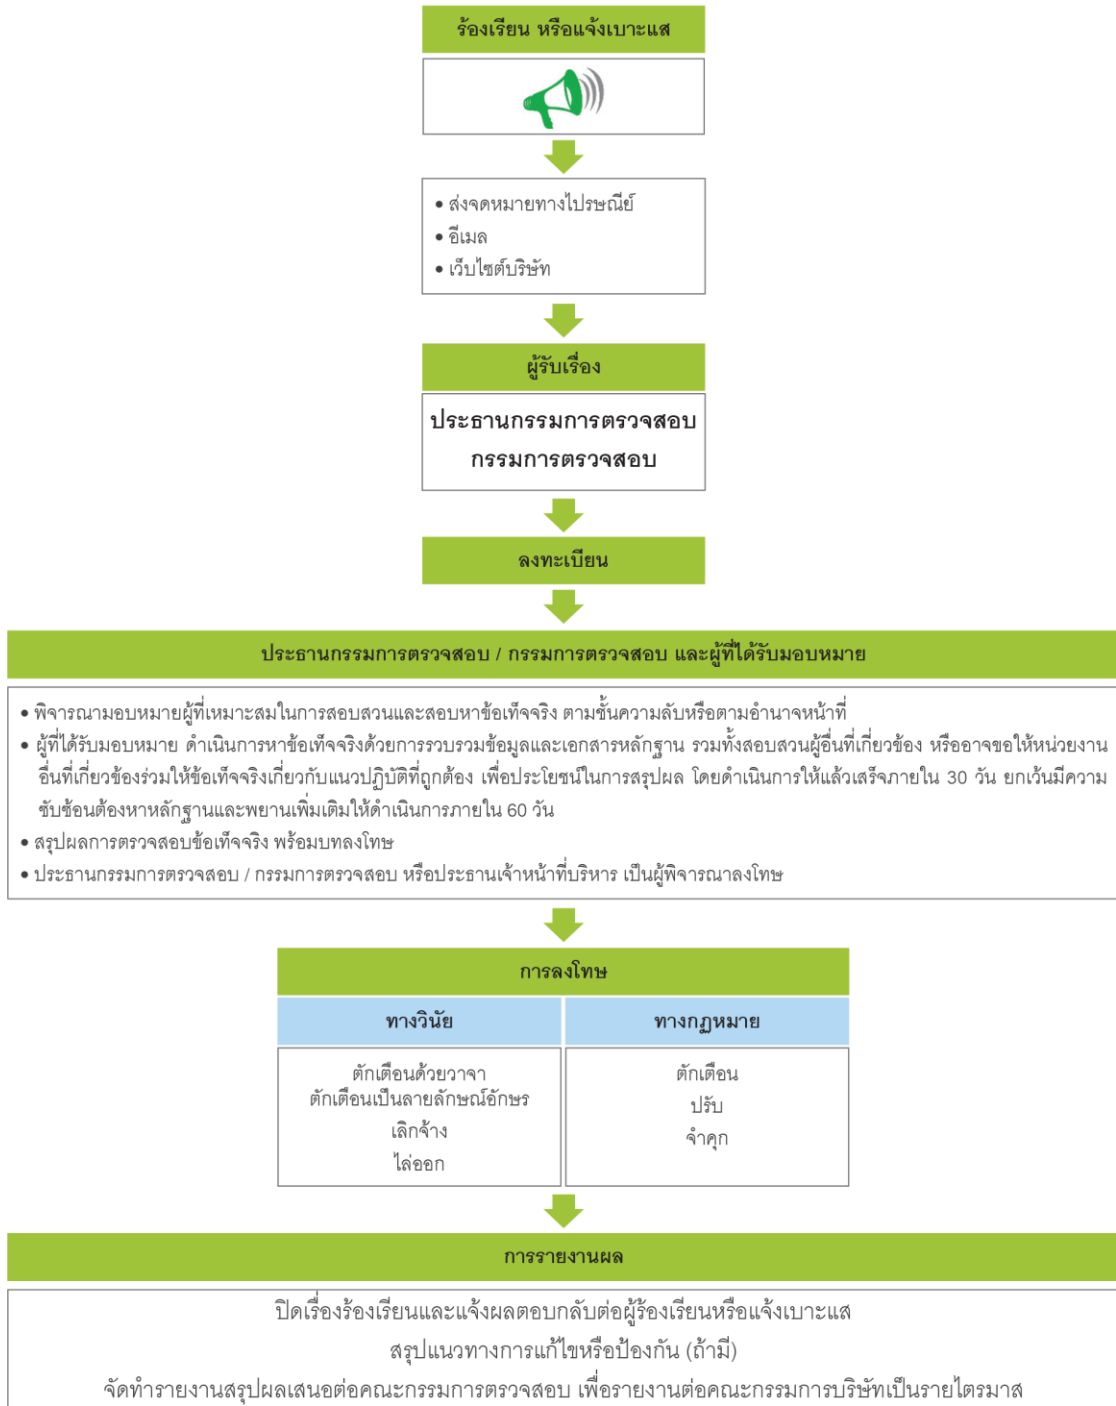 ร้องเรียน หรือแจ้งเบาะแส
• ส่งจดหมายทางไปรษณีย์
• อีเมล
• เว็บไซต์บริษัท
ผู้รับเรื่อง
ประธานกรรมการตรวจสอบ
กรรมการตรวจสอบ
ลงทะเบียน
ประธานกรรมการตรวจสอบ / กรรมการตรวจสอบ และผู้ที่ได้รับมอบหมาย
• พิจารณามอบหมายผู้ที่เหมาะสมในการสอบสวนและสอบหาข้อเท็จจริง ตามชั้นความลับหรือตามอำนาจหน้าที่
• ผู้ที่ได้รับมอบหมาย ดำเนินการหาข้อเท็จจริงด้วยการรวบรวมข้อมูลและเอกสารหลักฐาน รวมทั้งสอบสวนผู้อื่นที่เกี่ยวข้อง หรืออาจขอให้หน่วยงาน
อื่นที่เกี่ยวข้องร่วมให้ข้อเท็จจริงเกี่ยวกับแนวปฏิบัติที่ถูกต้อง เพื่อประโยชน์ในการสรุปผล โดยดำเนินการให้แล้วเสร็จภายใน 30 วัน ยกเว้นมีความ
ซับซ้อนต้องหาหลักฐานและพยานเพิ่มเติมให้ดำเนินการภายใน 60 วัน
• สรุปผลการตรวจสอบข้อเท็จจริง พร้อมบทลงโทษ
• ประธานกรรมการตรวจสอบ / กรรมการตรวจสอบ หรือประธานเจ้าหน้าที่บริหาร เป็นผู้พิจารณาลงโทษ
การลงโทษ
ทางวินัย
ตักเตือนด้วยวาจา
ตักเตือนเป็นลายลักษณ์อักษร
เลิกจ้าง
ไล่ออก
ทางกฎหมาย
ตักเตือน
ปรับ
จำคุก
การรายงานผล
ปิดเรื่องร้องเรียนและแจ้งผลตอบกลับต่อผู้ร้องเรียนหรือแจ้งเบาะแส
สรุปแนวทางการแก้ไขหรือป้องกัน (ถ้ามี)
จัดทำรายงานสรุปผลเสนอต่อคณะกรรมการตรวจสอบ เพื่อรายงานต่อคณะกรรมการบริษัทเป็นรายไตรมาส